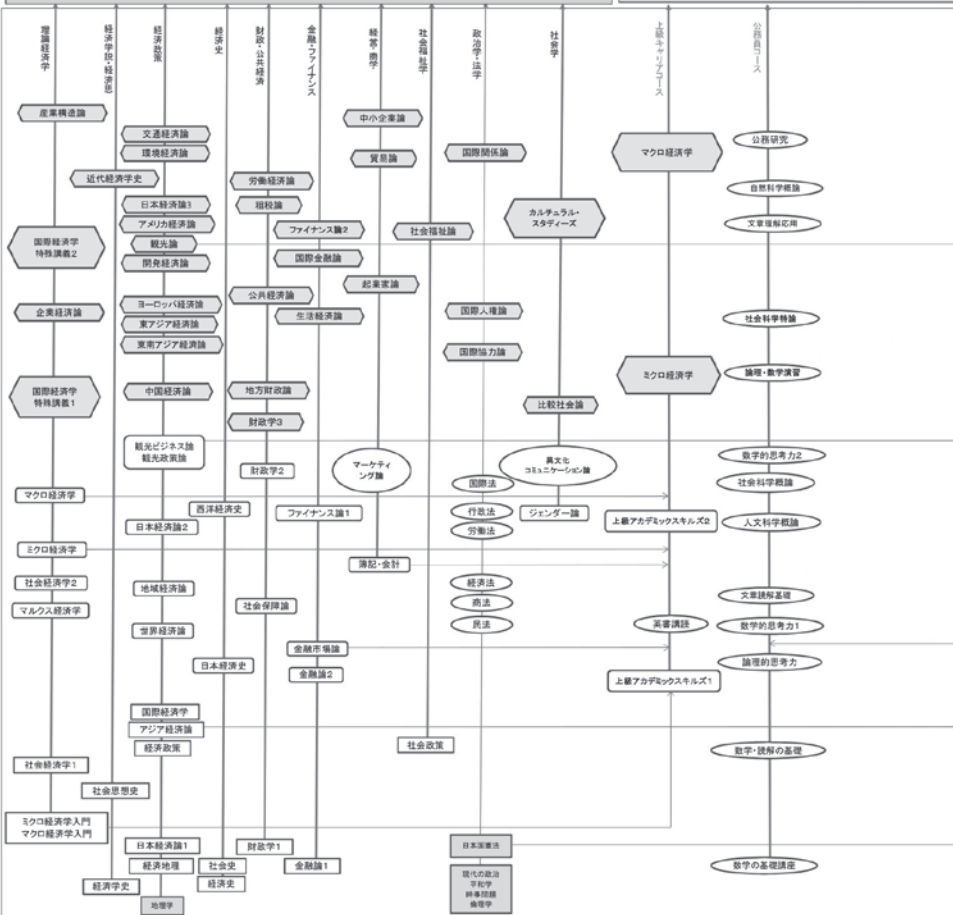 理論経済学
経済学説・経済思
経済政策
経済史
財政・公共経済
金融・ファイナンス
経営・商学
社会福祉学
政治学・法学
社会学
上級キャリアコース
公務員コース
産業構造論
国際経済学
特殊講義2
企業経済論
国際経済学
特殊講義1
マクロ経済学
ミクロ経済学
社会経済学2
マルクス経済学
社会経済学1
ミクロ経済学入門
マクロ経済学入門
近代経済学史
社会思想史
経済学史
交通経済論
環境経済論
日本経済論3
アメリカ経済論
観光論
開発経済論
ヨーロッパ経済論
東アジア経済論
東南アジア経済論
中国経済論
観光ビジネス論
観光政策論
日本経済論2
地域経済論
世界経済論
国際経済学
アジア経済論
経済政策
日本経済論1
経済地理
地理学
西洋経済史
日本経済史
社会史
経済史
労働経済論
租税論
公共経済論
地方財政論
財政学3
財政学2
社会保障論
財政学1
ファイナンス論2
国際金融論
生活経済論
ファイナンス論1
金融市場論
金融論2
金融論1
中小企業論
貿易論
起業家論
マーケティ
ング論
簿記・会計
社会福祉論
社会政策
国際関係論
国際人権論
国際協力論
国際法
行政法
労働法
経済法
商法
民法
日本国憲法
現代の政治
平和学
時事問題
倫理学
カルチュラル・
スタディーズ
比較社会論
異文化
コミュニケーション論
ジェンダー論
マクロ経済学
ミクロ経済学
上級アカデミックスキルズ2
英書講読
上級アカデミックスキルズ1
公務研究
自然科学概論
文章理解応用
社会科学特論
論理・数学演習
数学的思考力2
社会科学概論
人文科学概論
文章読解基礎
数学的思考力1
論理的思考力
数学・読解の基礎
数学の基礎講座